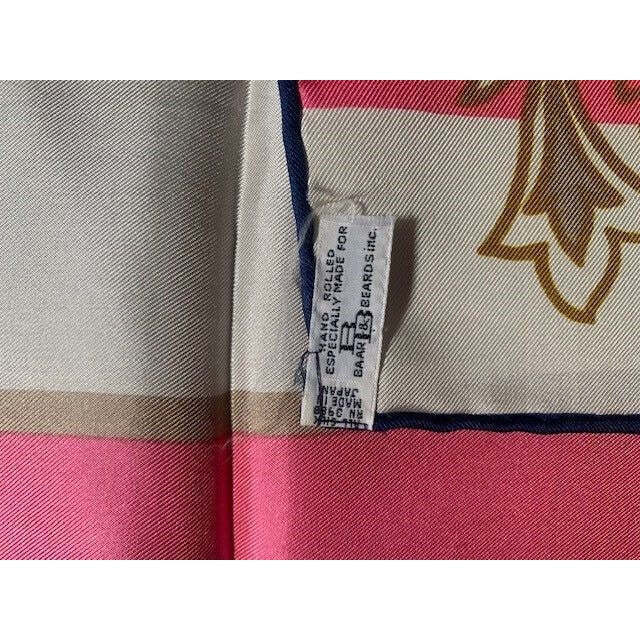 HAND ROLLED
ESPECIALLY MADE FOR
B&B
BAAR & BEARDS inc.
MADE IN
JAPAN